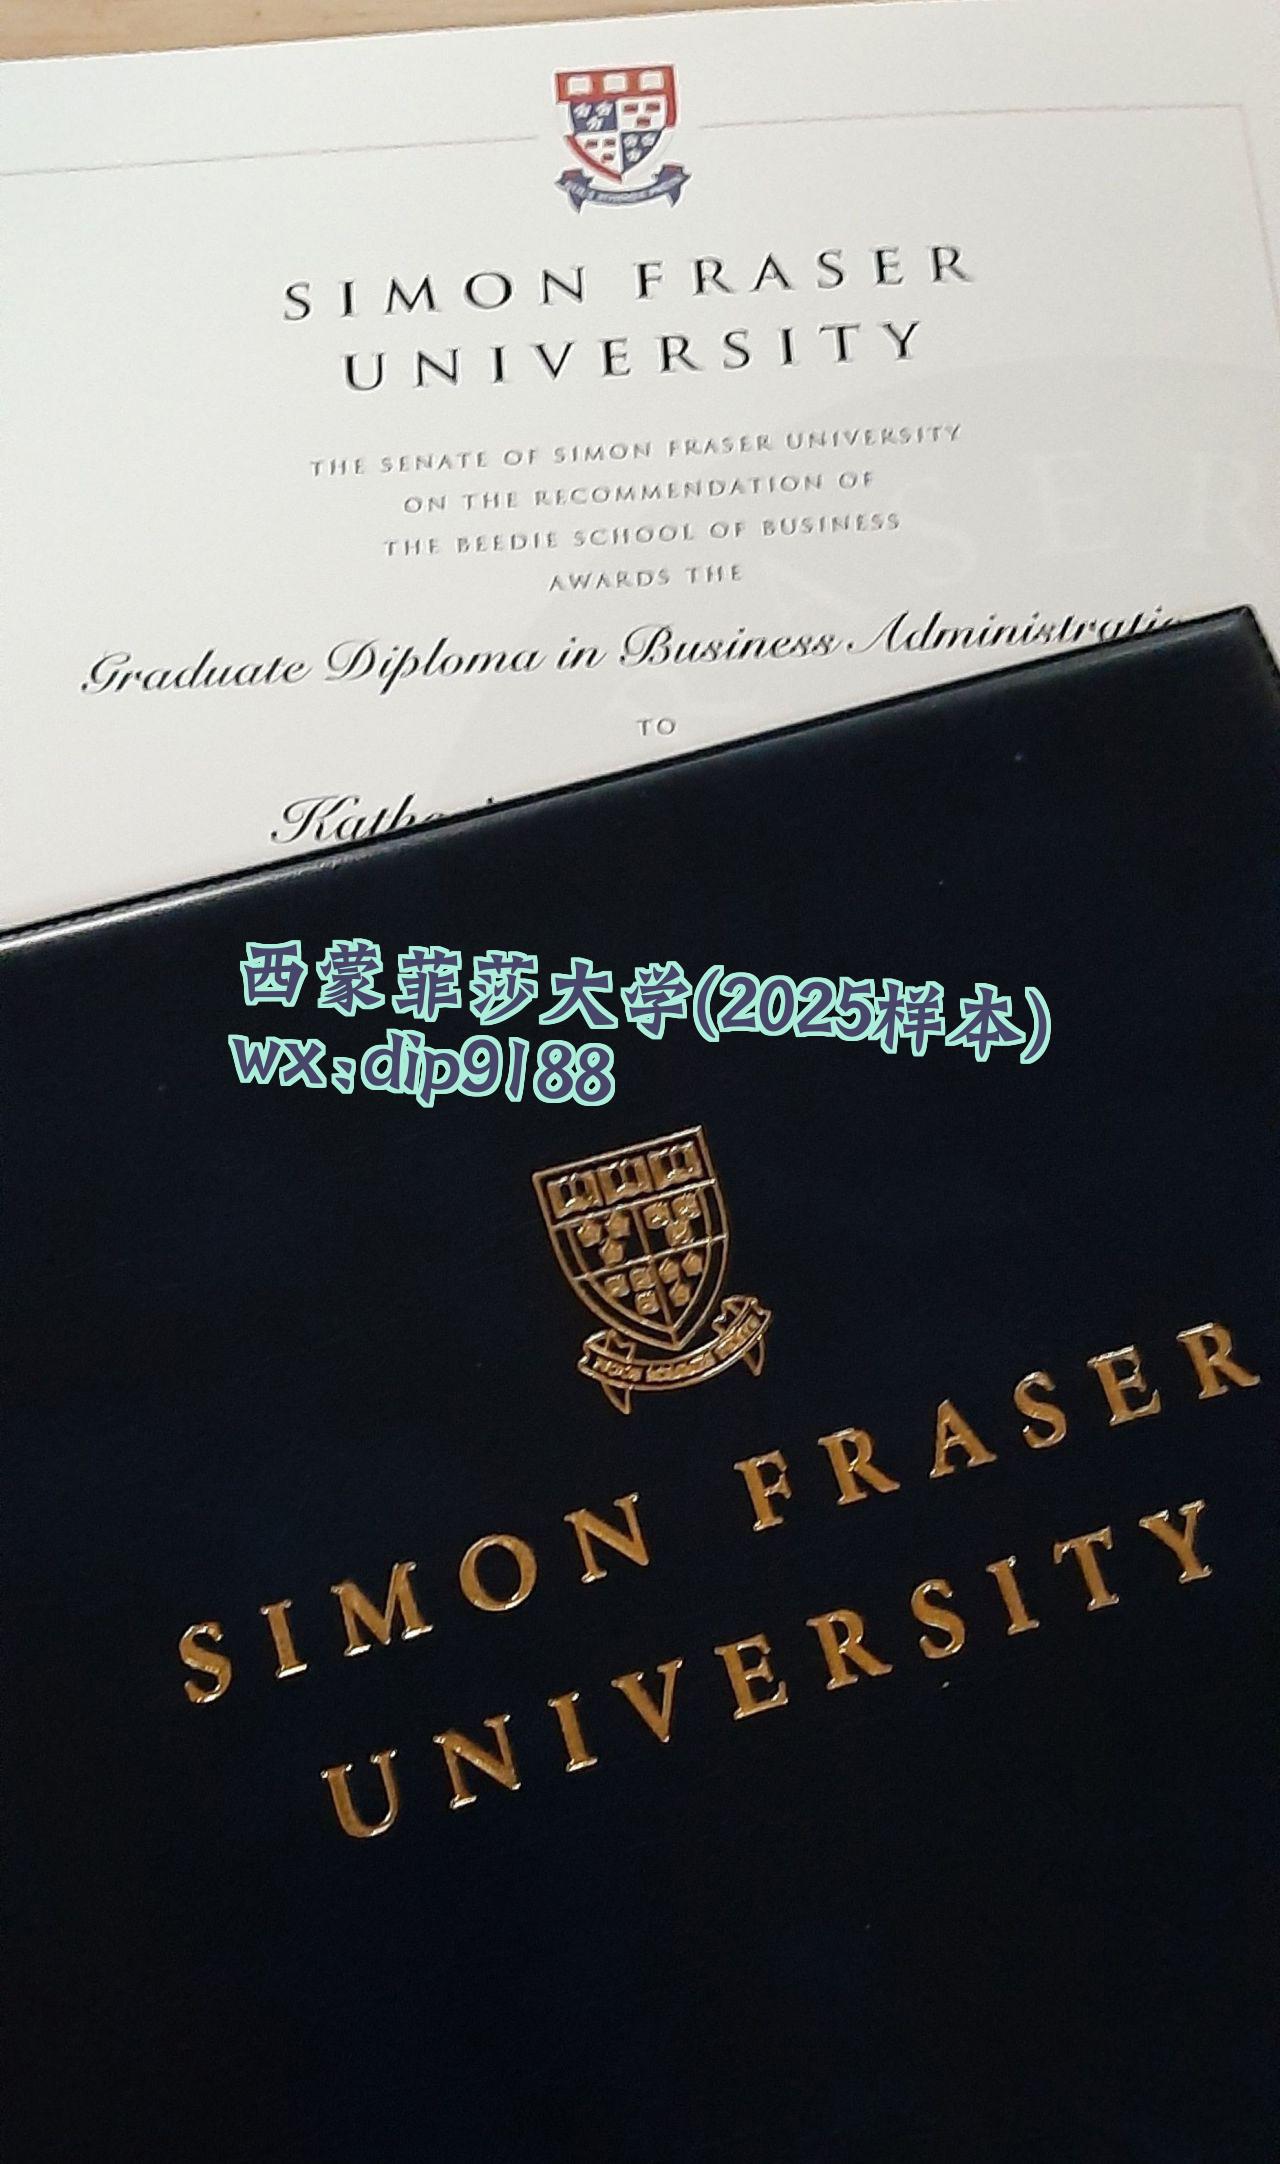 SIMON FRASER
UNIVERSITY
THE SENATE OF SIMON FRASER UNIVERSITY
ON THE RECOMMENDATION OF
THE BEEDIE SCHOOL OF BUSINESS
AWARDS THE
Graduate Diploma in Business Administratio
TO
Kath
西蒙菲莎大学(2025样本)
wx:dip9188
SIMON FRASER
UNIVERSITY